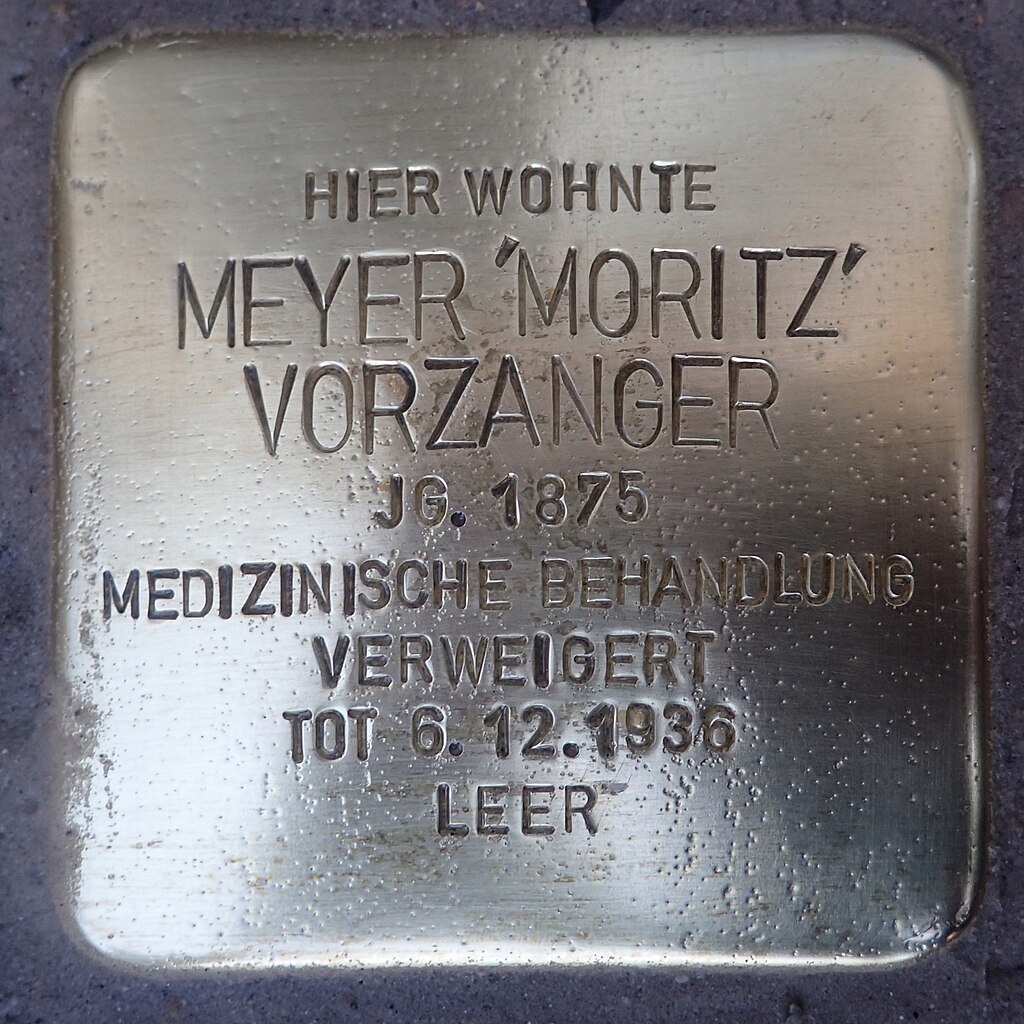 HIER WOHNTE
MEYER 'MORITZ'
VORZANGER
JG. 1875
MEDIZINISCHE BEHANDLUNG
VERWEIGERT
TOT 6.12.1936
LEER